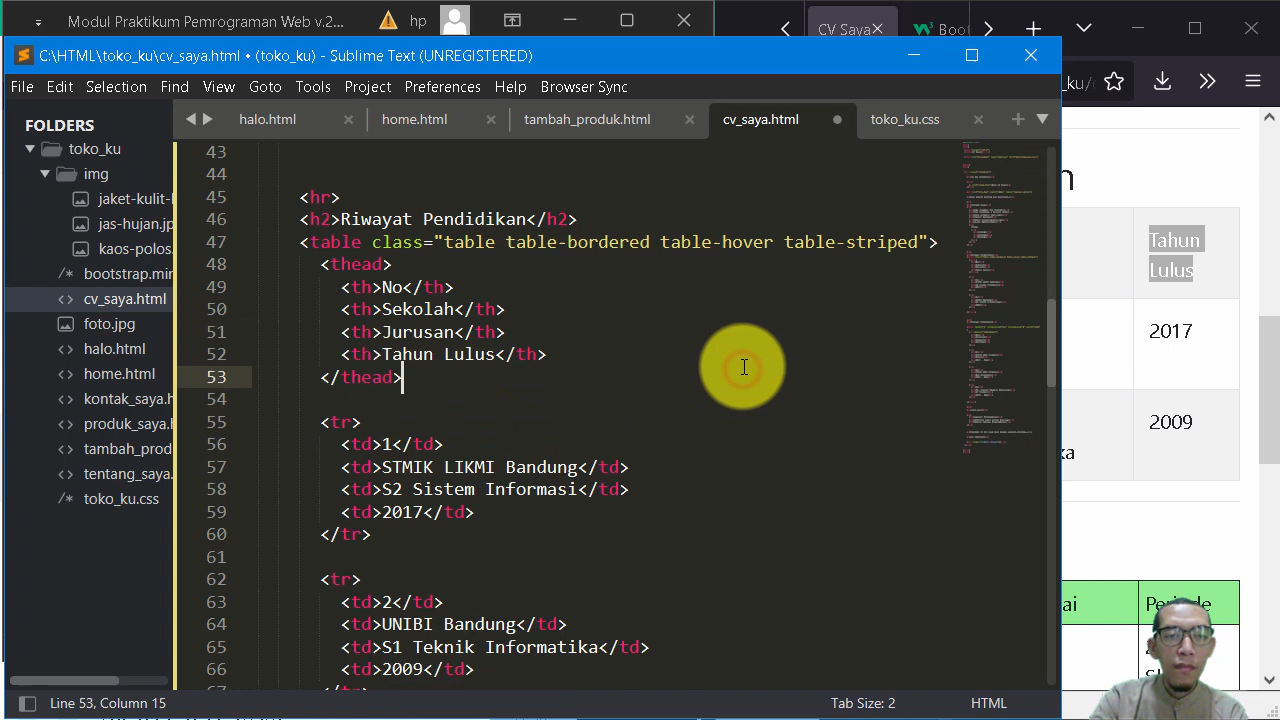 Modul Praktikum Pemrograman Web v.2...
hp
CV Saya
Boot
C:\HTML\toko_ku\cv_saya.html • (toko_ku) - Sublime Text (UNREGISTERED)
File Edit Selection Find View Goto Tools Project Preferences Help Browser Sync
_ku/
FOLDERS
toko_ku
img
jaket-kulit-
jas-hujan.jp
kaos-polos.
bootstrap.min
cv_saya.html
foto.jpg
halo.html
home.html
kontak_saya.h
produk_saya.h
tambah_produ
tentang_saya.
toko_ku.css
halo.html
home.html
tambah_produk.html
cv_saya.html
toko_ku.css
43
44
45 <hr>
46 <h2>Riwayat Pendidikan</h2>
47 <table class="table table-bordered table-hover table-striped">
48 <thead>
49 <th>No</th>
50 <th>Sekolah</th>
51 <th>Jurusan</th>
52 <th>Tahun Lulus</th>
53 </thead>
54
55 <tr>
56 <td>1</td>
57 <td>STMIK LIKMI Bandung</td>
58 <td>S2 Sistem Informasi</td>
59 <td>2017</td>
60 </tr>
61
62 <tr>
63 <td>2</td>
64 <td>UNIBI Bandung</td>
65 <td>S1 Teknik Informatika</td>
66 <td>2009</td>
67 </tr>
Tahun
Lulus
2017
2009
ka
ai
Periode
Line 53, Column 15
Tab Size: 2
HTML